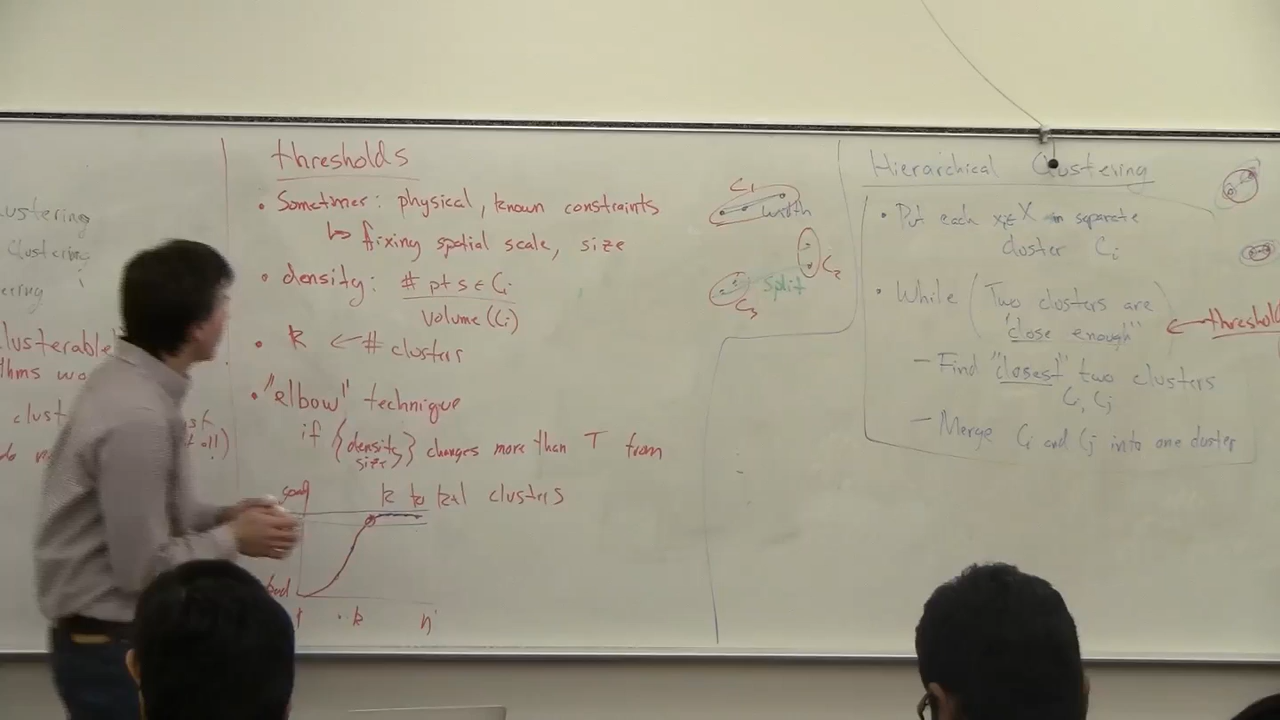 clustering
Clustering
ering
lusterable
thms wo
clust
do
thresholds
• Sometimes: physical, known constraints
↳ fixing spatial scale, size
• density: # pts ∈ Ci
Volume (Ci)
• k ← # clusters
• "elbow" technique
if {density
size} changes more than T from
k to k+1 clusters
good
bad
1 k n
C1
width
C2
split
C3
Hierarchical Clustering
• Put each xi ∈ X in separate
cluster Ci
• While (Two clusters are
"close enough")
← threshold
- Find "closest" two clusters
Ci, Cj
- Merge Ci and Cj into one cluster